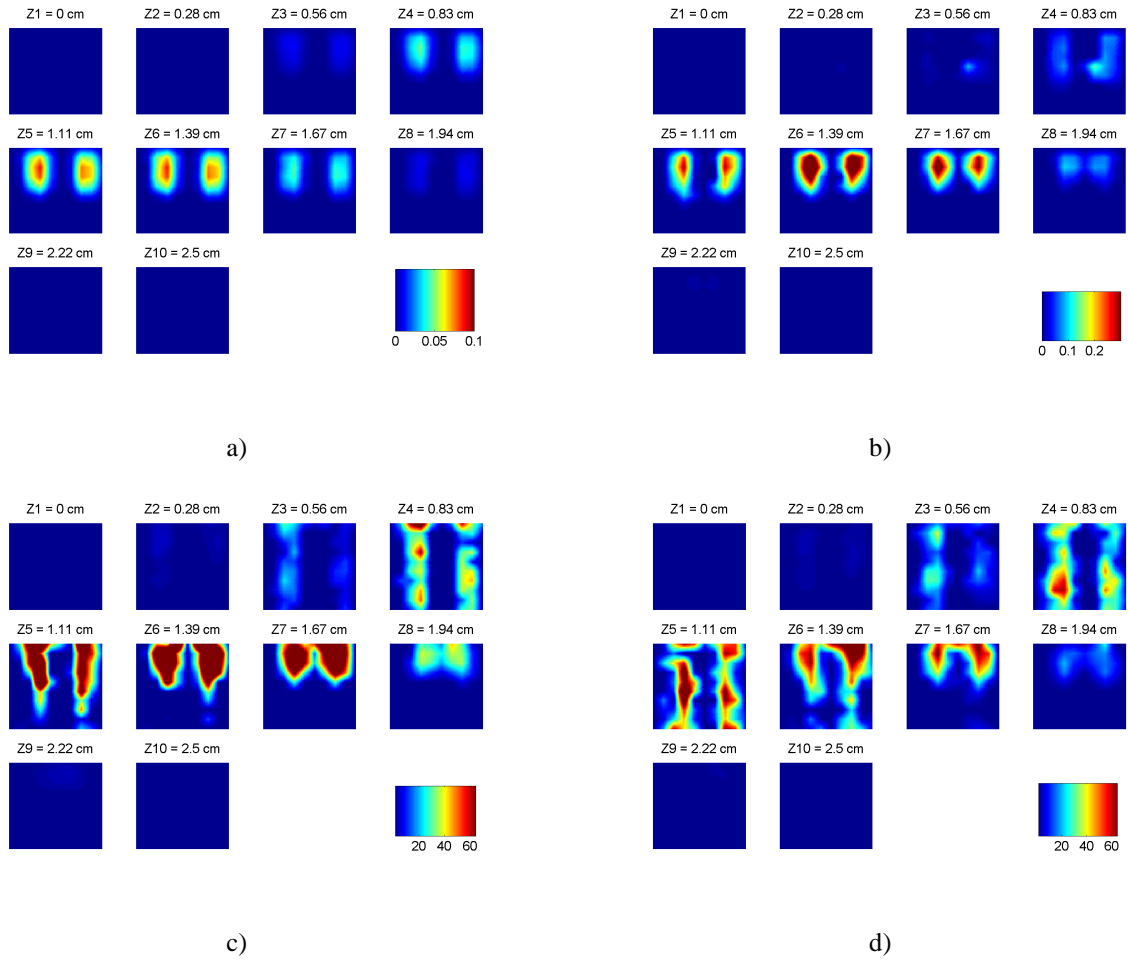 Z1 = 0 cm Z2 = 0.28 cm Z3 = 0.56 cm Z4 = 0.83 cm
Z5 = 1.11 cm Z6 = 1.39 cm Z7 = 1.67 cm Z8 = 1.94 cm
Z9 = 2.22 cm Z10 = 2.5 cm
0 0.05 0.1
a)
Z1 = 0 cm Z2 = 0.28 cm Z3 = 0.56 cm Z4 = 0.83 cm
Z5 = 1.11 cm Z6 = 1.39 cm Z7 = 1.67 cm Z8 = 1.94 cm
Z9 = 2.22 cm Z10 = 2.5 cm
0 0.1 0.2
b)
Z1 = 0 cm Z2 = 0.28 cm Z3 = 0.56 cm Z4 = 0.83 cm
Z5 = 1.11 cm Z6 = 1.39 cm Z7 = 1.67 cm Z8 = 1.94 cm
Z9 = 2.22 cm Z10 = 2.5 cm
20 40 60
c)
Z1 = 0 cm Z2 = 0.28 cm Z3 = 0.56 cm Z4 = 0.83 cm
Z5 = 1.11 cm Z6 = 1.39 cm Z7 = 1.67 cm Z8 = 1.94 cm
Z9 = 2.22 cm Z10 = 2.5 cm
20 40 60
d)